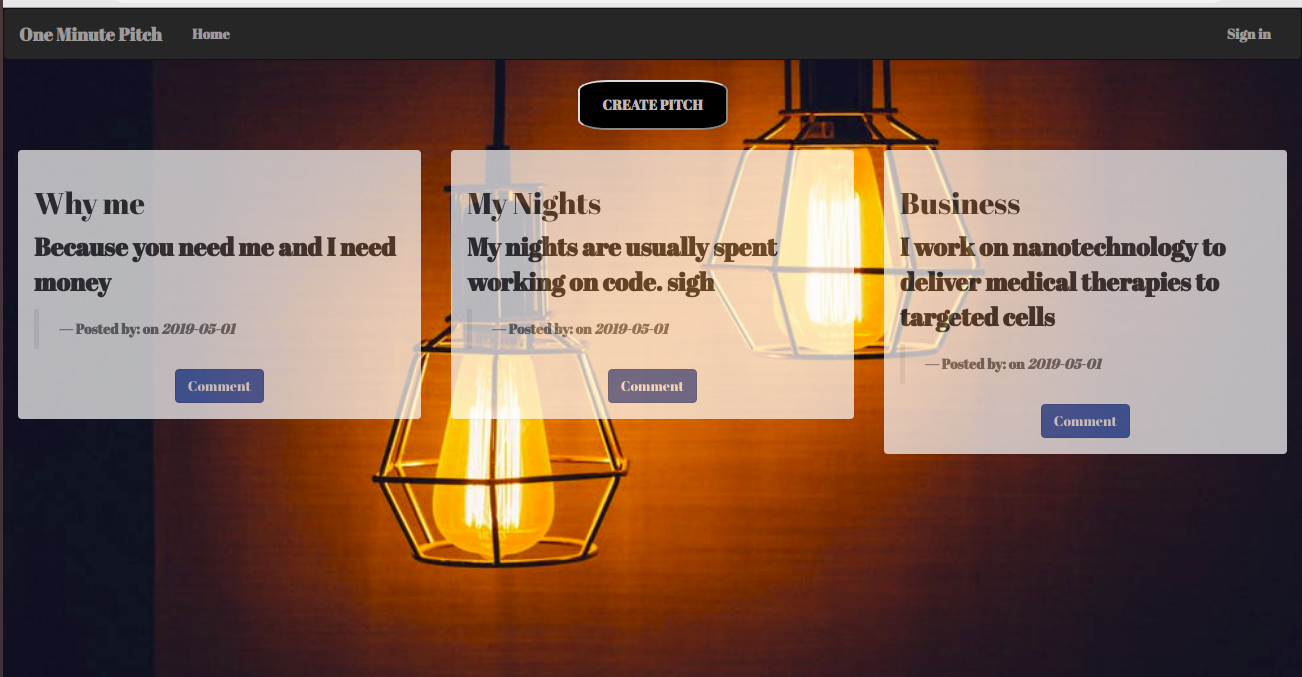 One Minute Pitch Home Sign in
CREATE PITCH
Why me
Because you need me and I need
money
— Posted by: on 2019-05-01
Comment
My Nights
My nights are usually spent
working on code. sigh
— Posted by: on 2019-05-01
Comment
Business
I work on nanotechnology to
deliver medical therapies to
targeted cells
— Posted by: on 2019-05-01
Comment